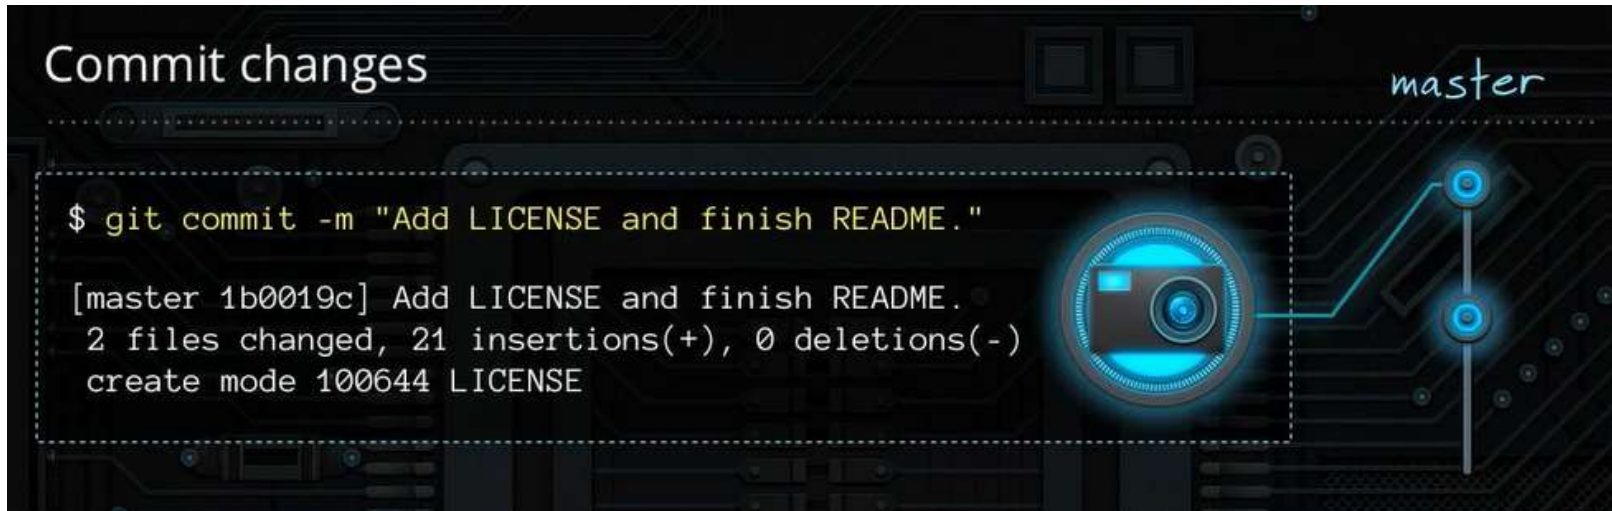 Commit changes
master
$ git commit -m "Add LICENSE and finish README."
[master 1b0019c] Add LICENSE and finish README.
2 files changed, 21 insertions(+), 0 deletions(-)
create mode 100644 LICENSE